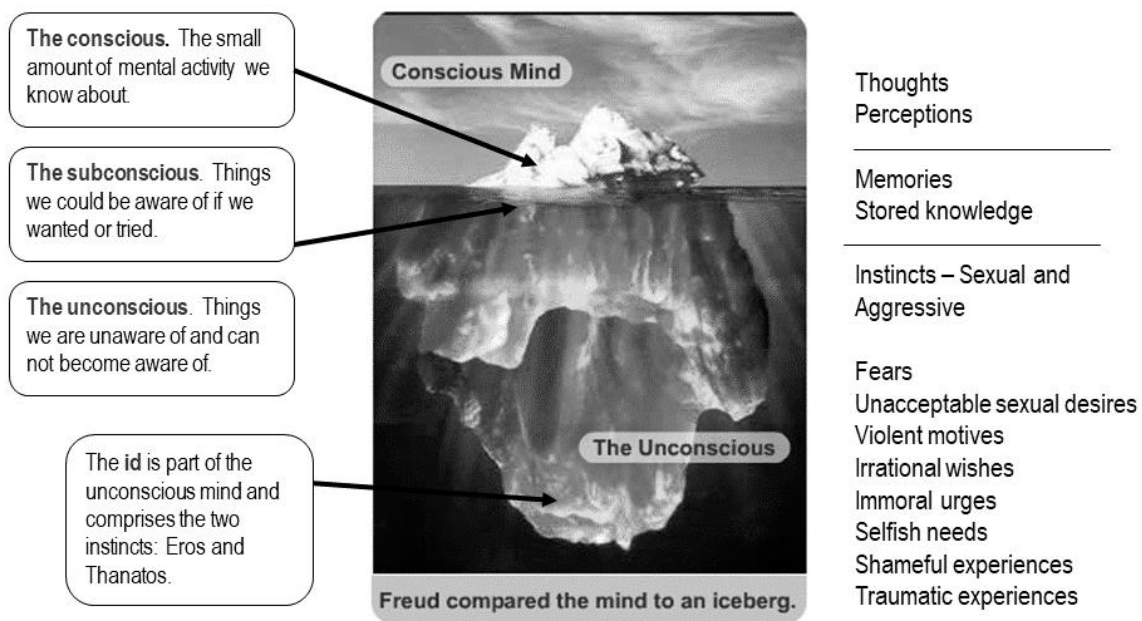 The conscious. The small
amount of mental activity we
know about.
The subconscious. Things
we could be aware of if we
wanted or tried.
The unconscious. Things
we are unaware of and can
not become aware of.
The id is part of the
unconscious mind and
comprises the two
instincts: Eros and
Thanatos.
Conscious Mind
The Unconscious
Freud compared the mind to an iceberg.
Thoughts
Perceptions
Memories
Stored knowledge
Instincts – Sexual and
Aggressive
Fears
Unacceptable sexual desires
Violent motives
Irrational wishes
Immoral urges
Selfish needs
Shameful experiences
Traumatic experiences